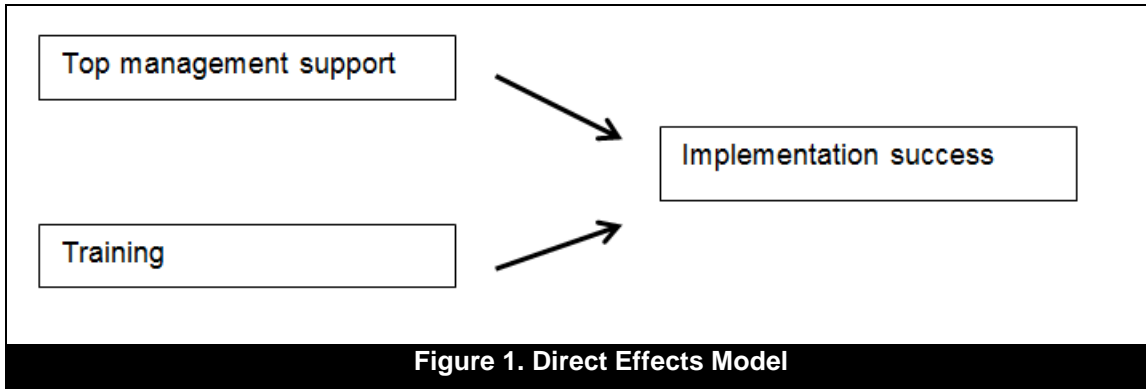 Top management support
Implementation success
Training
Figure 1. Direct Effects Model